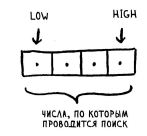 LOW HIGH
ЧИСЛА, ПО КОТОРЫМ
ПРОВОДИТСЯ ПОИСК